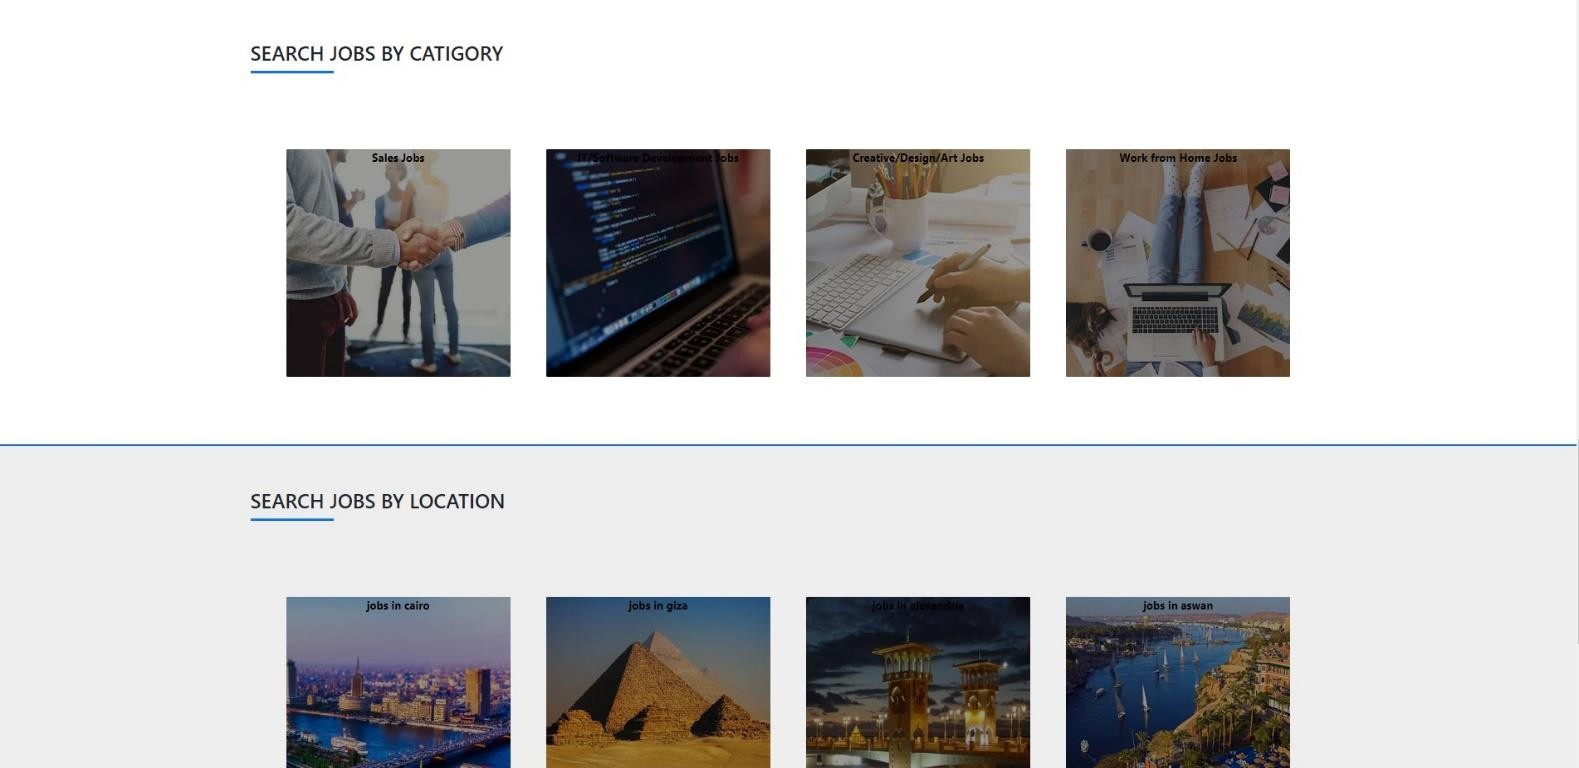 SEARCH JOBS BY CATIGORY
Sales Jobs
IT/Software Development Jobs
Creative/Design/Art Jobs
Work from Home Jobs
SEARCH JOBS BY LOCATION
jobs in cairo
jobs in giza
jobs in alexandria
jobs in aswan